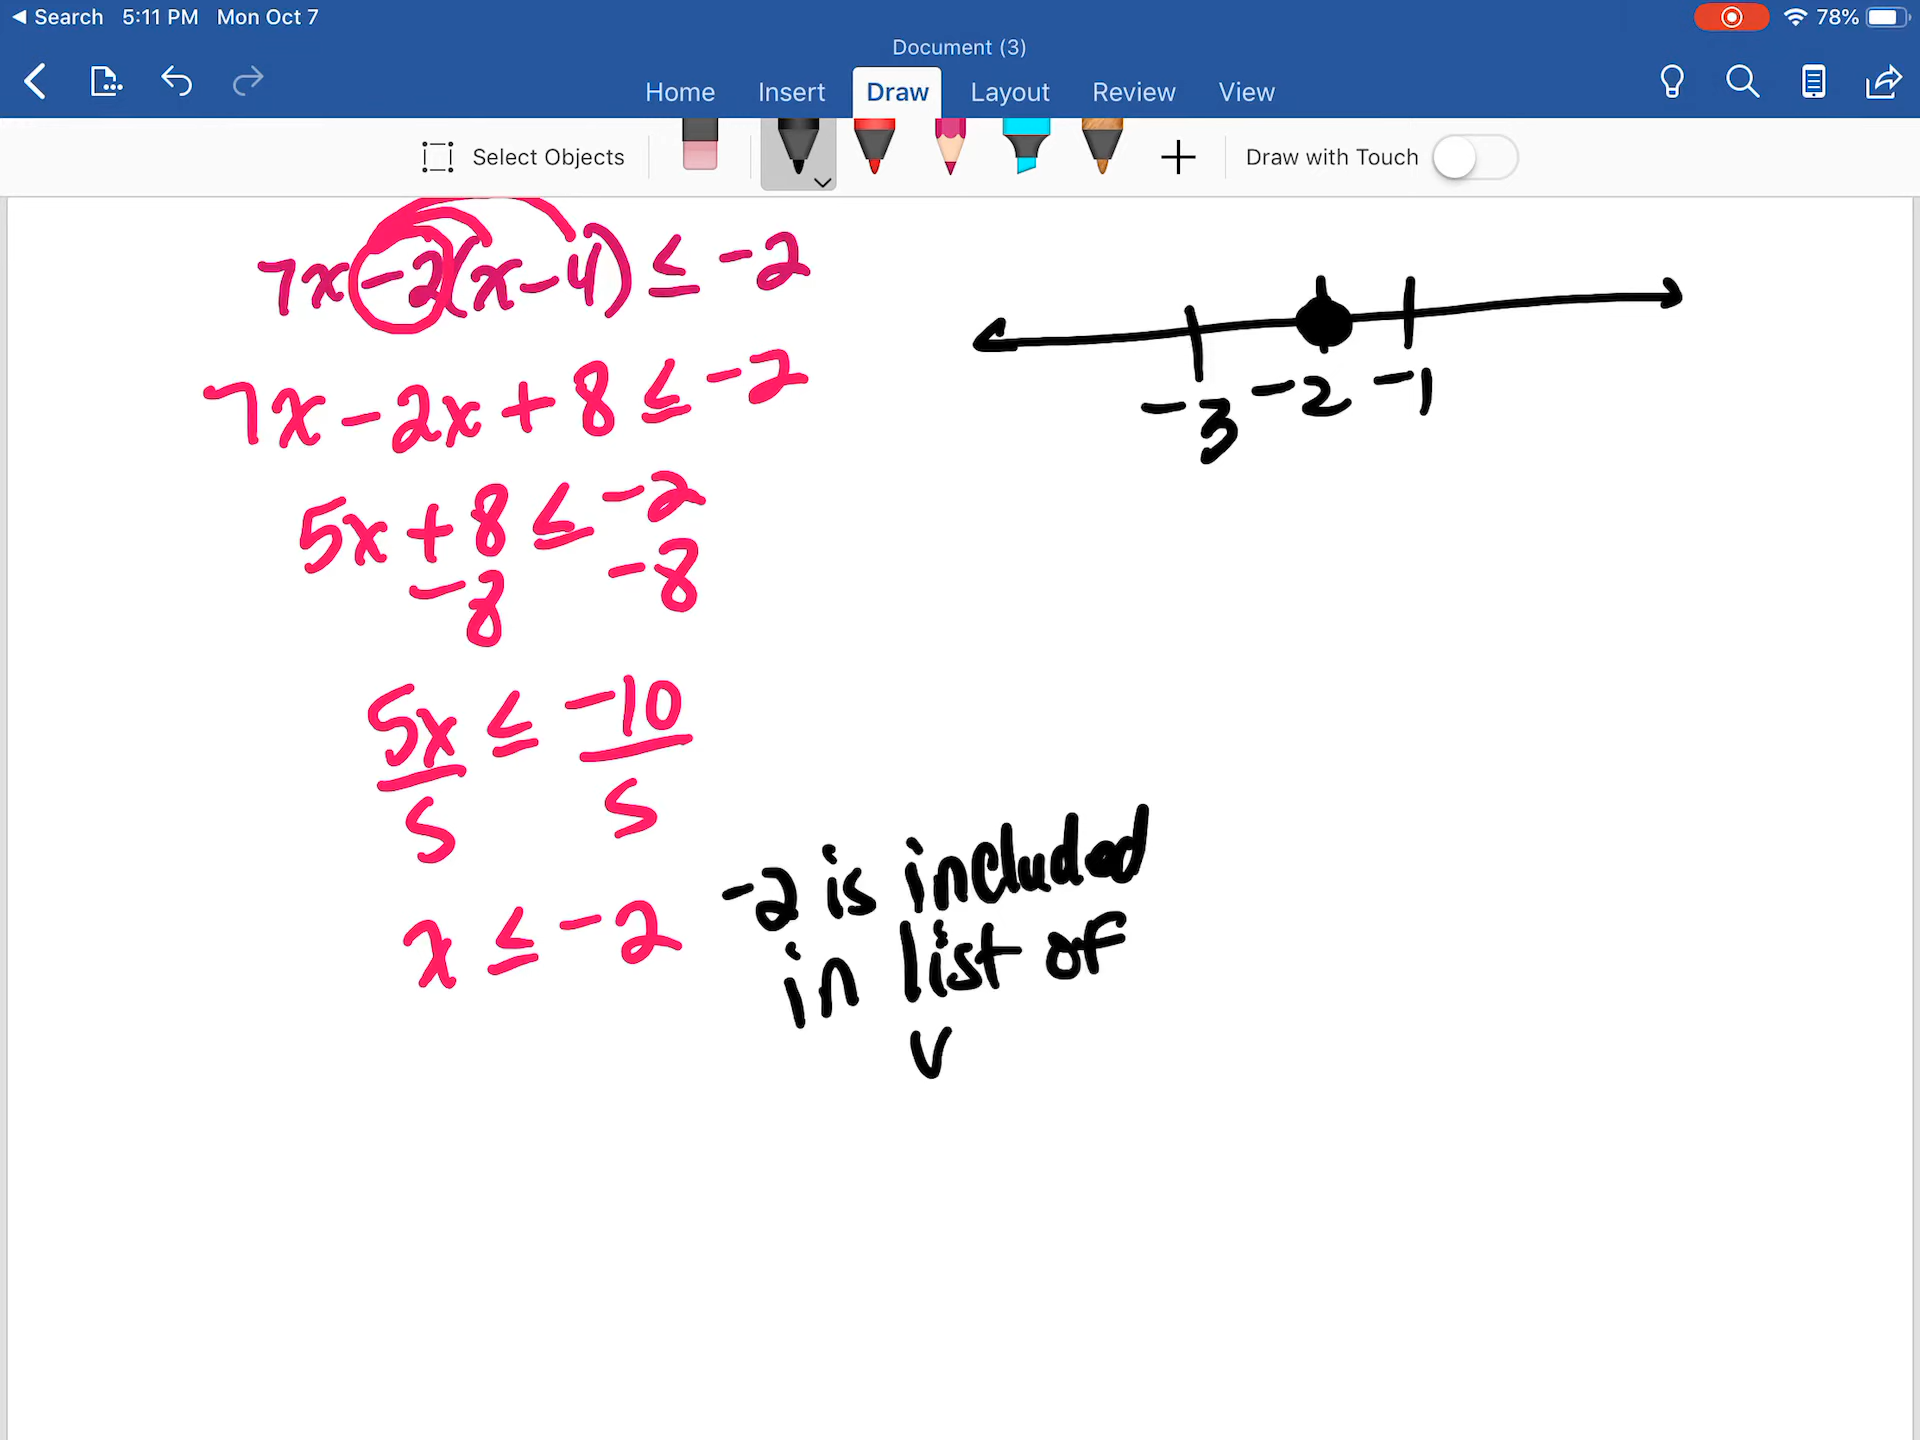 Search 5:11 PM Mon Oct 7 78%
Document (3)
Home Insert Draw Layout Review View
Select Objects Draw with Touch
7x-2(x-4) ≤ -2
7x-2x+8 ≤ -2
5x+8 ≤ -2
-8 -8
5x ≤ -10
5 5
x ≤ -2
-2 is included
in list of
v
-3 -2 -1